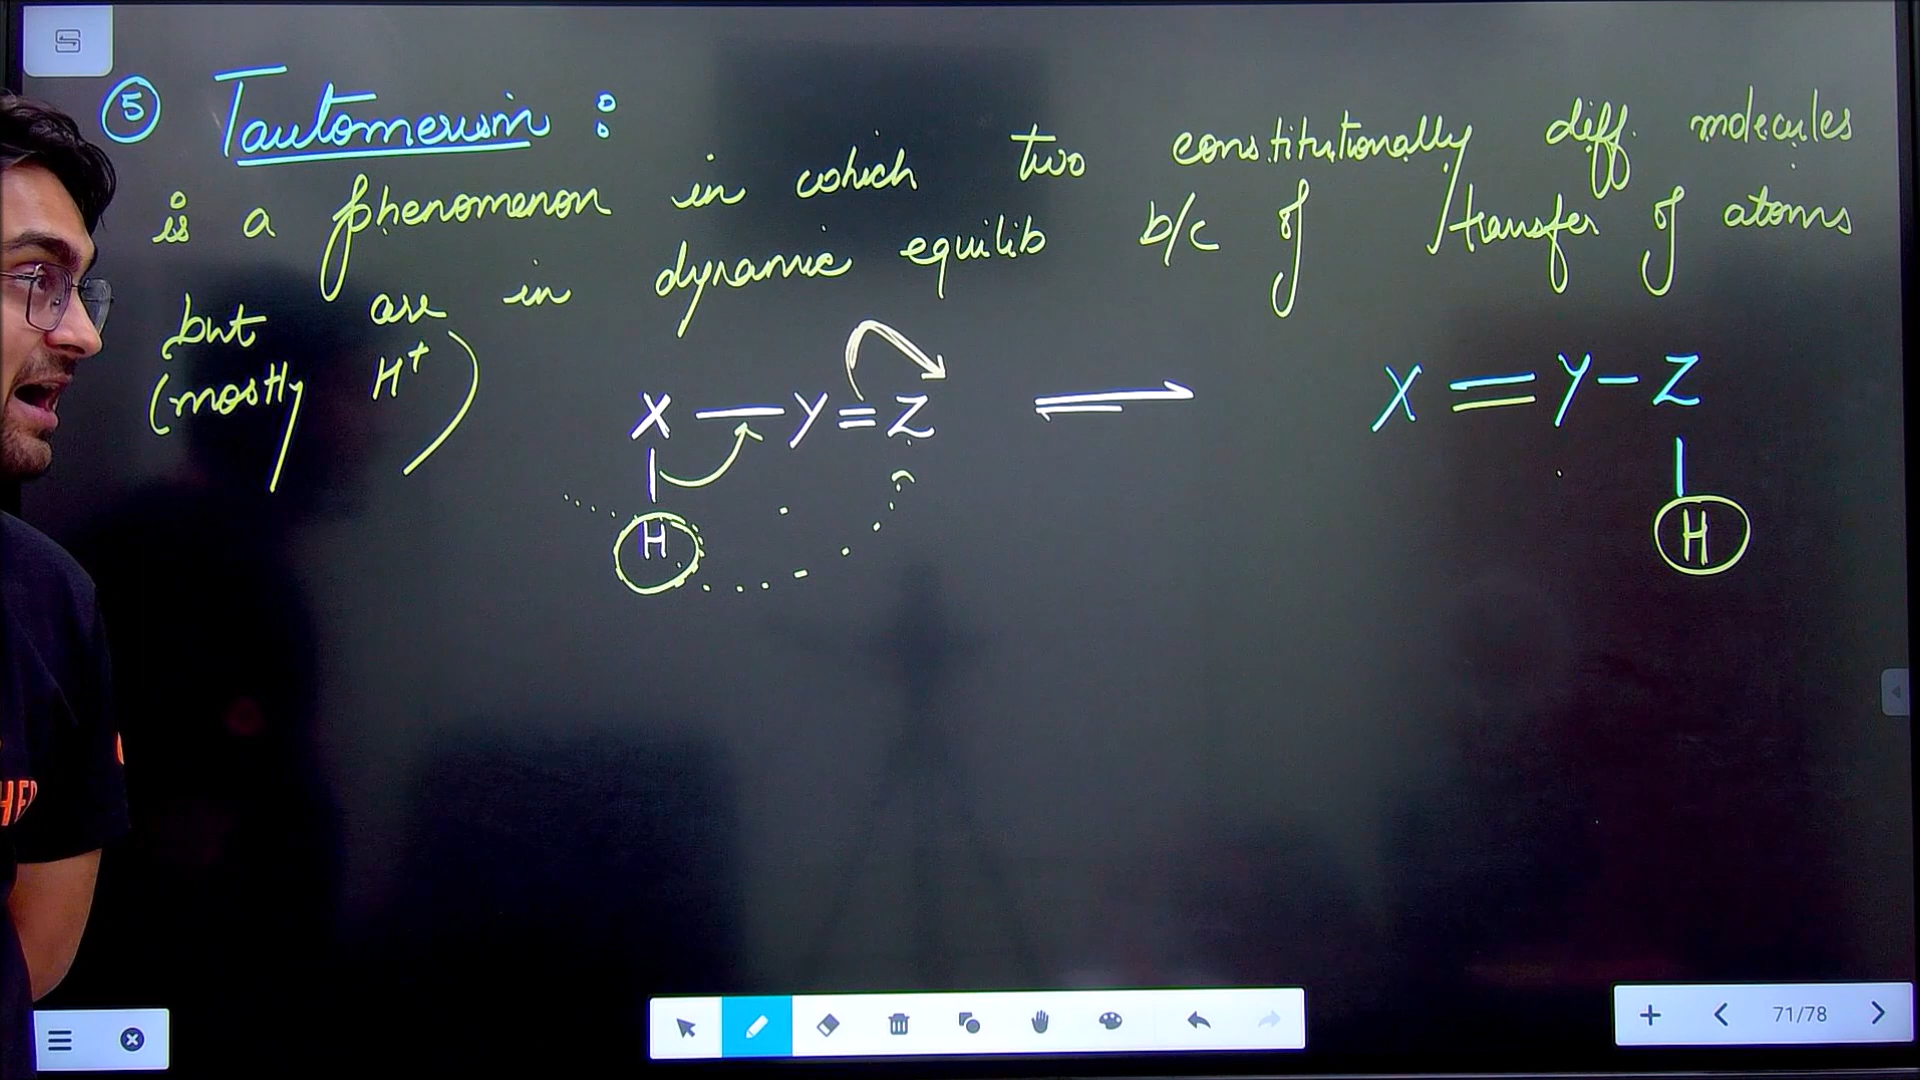 ⑤ Tautomerism :
is a phenomenon in which two constitutionally diff. molecules
but are in dynamic equilib b/c of transfer of atoms
(mostly H⁺)
X — Y = Z ⇌ X = Y – Z
H H
71/78